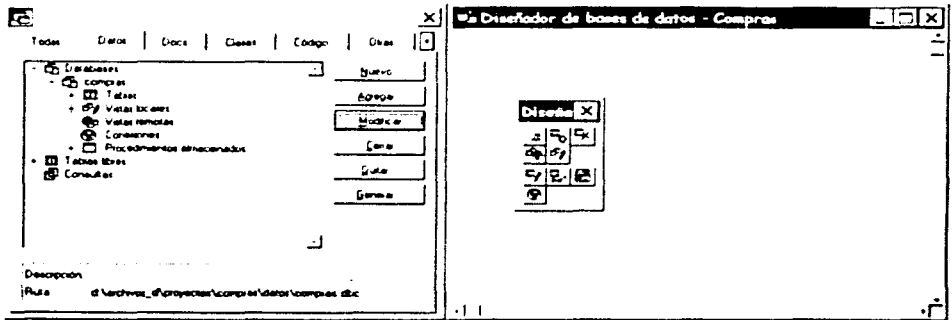 Todas Datos Docs Clases Código Otras
Databases
compras
Tablas
Vistas locales
Vistas remotas
Conexiones
Procedimientos almacenados
Tablas libres
Consultas
Nuevo
Agregar
Modificar
Cerrar
Quitar
Generar
Descripción
Ruta d:\archivos_d\proyectos\compras\datos\compras.dbc
Diseñador de bases de datos - Compras
Diseña